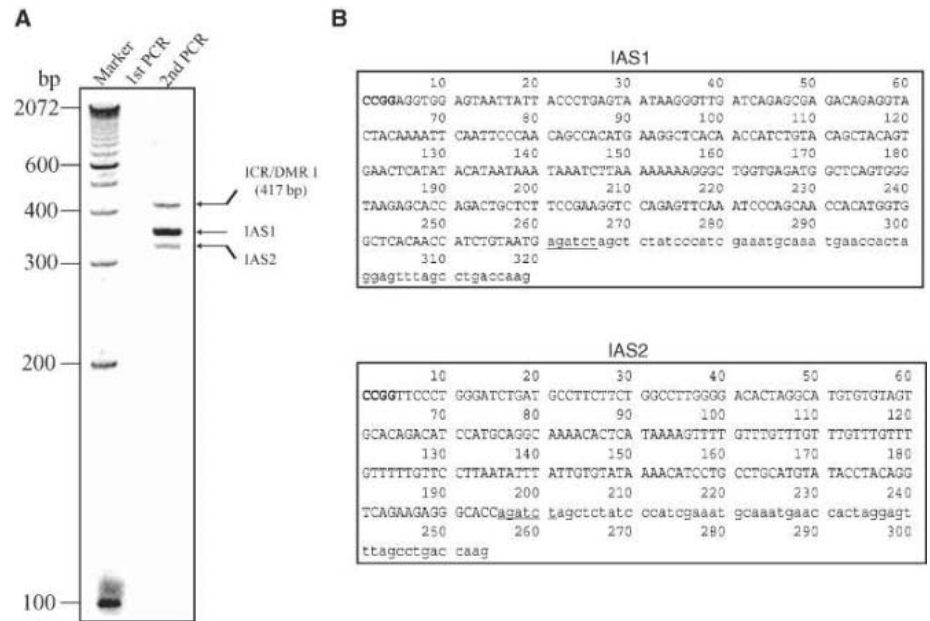 A
Marker
1st PCR
2nd PCR
bp
2072
600
400
300
200
100
ICR/DMR 1
(417 bp)
IAS1
IAS2
B
IAS1
10 20 30 40 50 60
CCGGAGGTGG AGTAATTATT ACCCTGAGTA ATAAGGGTTG ATCAGAGCGA GACAGAGGTA
70 80 90 100 110 120
CTACAAAATT CAATTCCCAA CAGCCACATG AAGGCTCACA ACCATCTGTA CAGCTACAGT
130 140 150 160 170 180
GAACTCATAT ACATAATAAA TAAATCTTAA AAAAAAGGGC TGGTGAGATG GCTCAGTGGG
190 200 210 220 230 240
TAAGAGCACC AGACTGCTCT TCCGAAGGTC CAGAGTTCAA ATCCCAGCAA CCACATGGTG
250 260 270 280 290 300
GCTCACAACC ATCTGTAATG agatctagct ctatcccatc gaaatgcaaa tgaaccacta
310 320
ggagtttagc ctgaccaag
IAS2
10 20 30 40 50 60
CCGGTTCCCT GGGATCTGAT GCCTTCTTCT GGCCTTGGGG ACACTAGGCA TGTGTGTAGT
70 80 90 100 110 120
GCACAGACAT CCATGCAGGC AAAACACTCA TAAAAGTTTT GTTTGTTTGT TTGTTTGTTT
130 140 150 160 170 180
GTTTTTGTTC CTTAATATTT ATTGTGTATA AAACATCCTG CCTGCATGTA TACCTACAGG
190 200 210 220 230 240
TCAGAAGAGG GCACCagatc tagctctatc ccatcgaaat gcaaatgaac cactaggagt
250 260 270 280 290 300
ttagcctgac caag